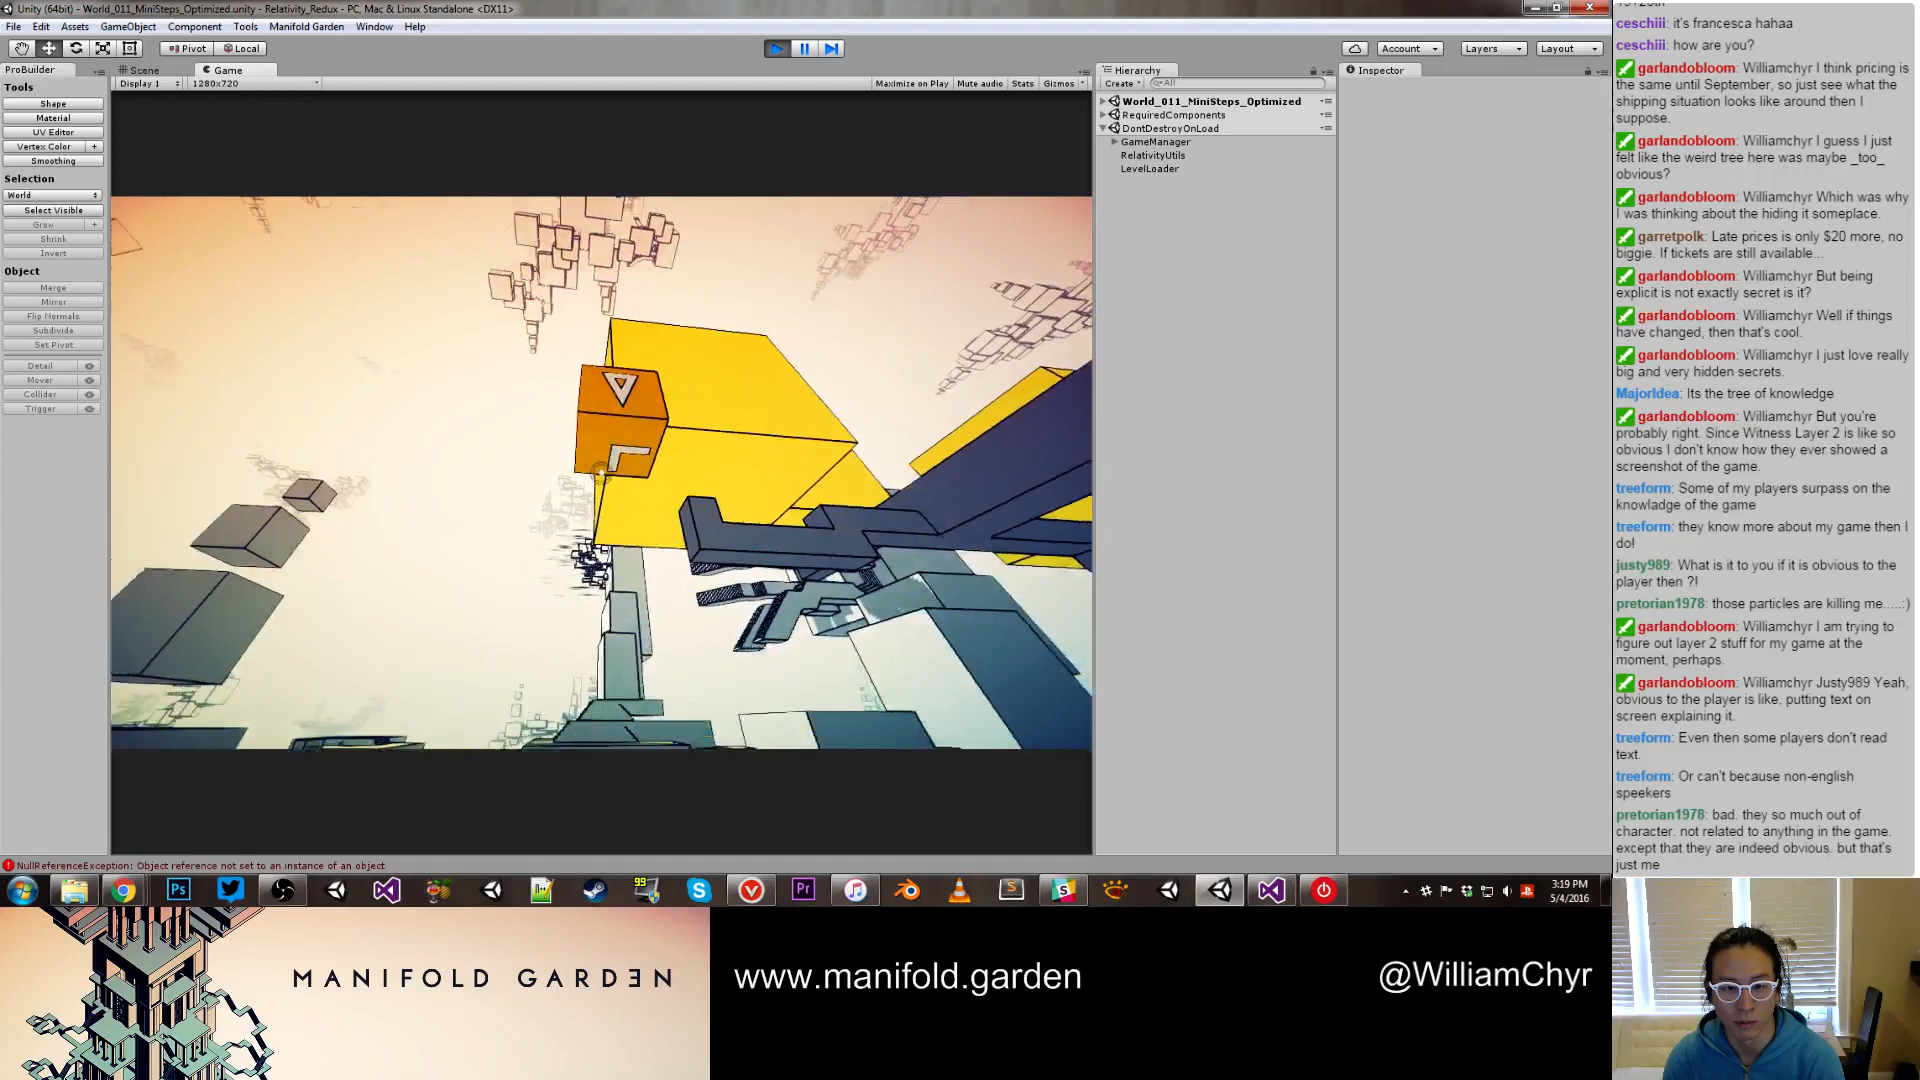 Unity (64bit) - World_011_MiniSteps_Optimized.unity - Relativity_Redux - PC, Mac & Linux Standalone <DX11>
File Edit Assets GameObject Component Tools Manifold Garden Window Help
Pivot Local Account Layers Layout
ProBuilder
Tools
Shape
Material
UV Editor
Vertex Color +
Smoothing
Selection
World
Select Visible
Grow +
Shrink
Invert
Object
Merge
Mirror
Flip Normals
Subdivide
Set Pivot
Detail
Mover
Collider
Trigger
Scene Game
Display 1 1280x720 Maximize on Play Mute audio Stats Gizmos
Hierarchy
Create All
World_011_MiniSteps_Optimized
RequiredComponents
DontDestroyOnLoad
GameManager
RelativityUtils
LevelLoader
Inspector
NullReferenceException: Object reference not set to an instance of an object
ceschiii: it's francesca hahaa
ceschiii: how are you?
garlandobloom: Williamchyr I think pricing is
the same until September, so just see what the
shipping situation looks like around then I
suppose.
garlandobloom: Williamchyr I guess I just
felt like the weird tree here was maybe _too_
obvious?
garlandobloom: Williamchyr Which was why
I was thinking about the hiding it someplace.
garretpolk: Late prices is only $20 more, no
biggie. If tickets are still available...
garlandobloom: Williamchyr But being
explicit is not exactly secret is it?
garlandobloom: Williamchyr Well if things
have changed, then that's cool.
garlandobloom: Williamchyr I just love really
big and very hidden secrets.
MajorIdea: Its the tree of knowledge
garlandobloom: Williamchyr But you're
probably right. Since Witness Layer 2 is like so
obvious I don't know how they ever showed a
screenshot of the game.
treeform: Some of my players surpass on the
knowladge of the game
treeform: they know more about my game then I
do!
justy989: What is it to you if it is obvious to the
player then ?!
pretorian1978: those particles are killing me.....:)
garlandobloom: Williamchyr I am trying to
figure out layer 2 stuff for my game at the
moment, perhaps.
garlandobloom: Williamchyr Justy989 Yeah,
obvious to the player is like, putting text on
screen explaining it.
treeform: Even then some players don't read
text.
treeform: Or can't because non-english
speekers
pretorian1978: bad. they so much out of
character. not related to anything in the game.
except that they are indeed obvious. but that's
just me
Ps 99 Pr
3:19 PM
5/4/2016
MANIFOLD GARDƎN
www.manifold.garden
@WilliamChyr